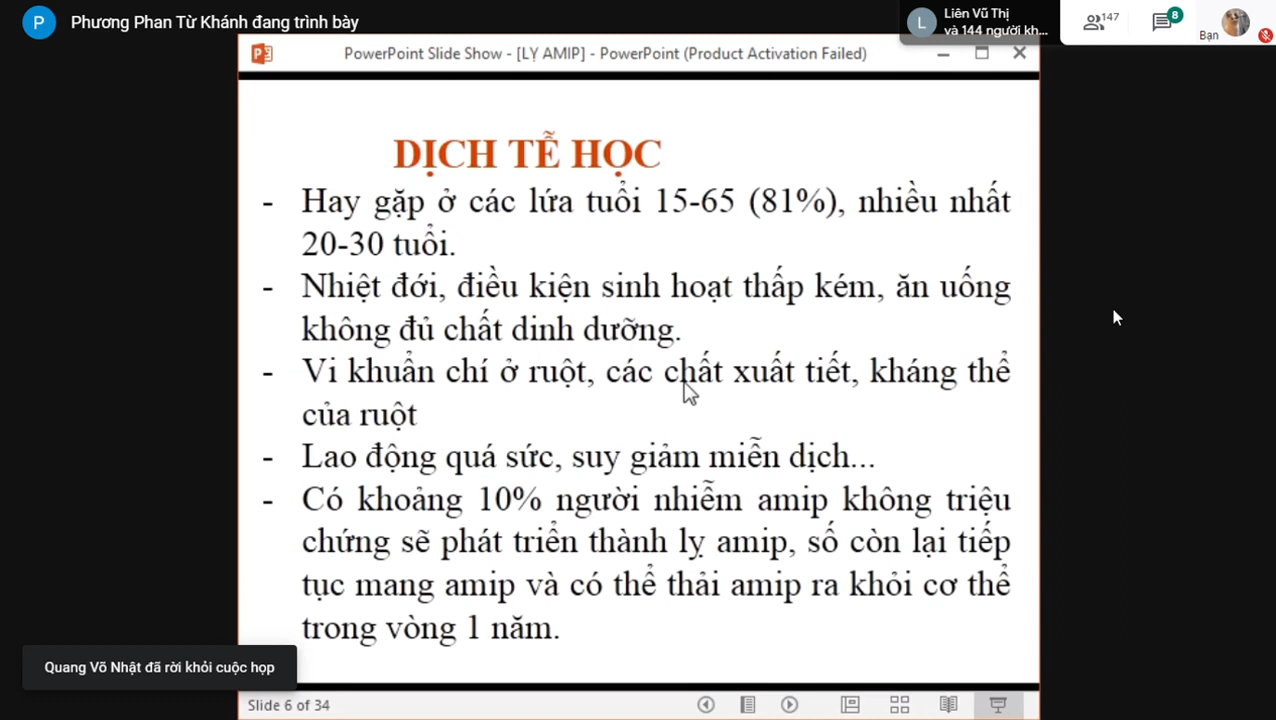 P
Phương Phan Từ Khánh đang trình bày
L
Liên Vũ Thị
và 144 người kh...
147
8
Bạn
PowerPoint Slide Show - [LỴ AMIP] - PowerPoint (Product Activation Failed)
DỊCH TỄ HỌC
- Hay gặp ở các lứa tuổi 15-65 (81%), nhiều nhất
20-30 tuổi.
- Nhiệt đới, điều kiện sinh hoạt thấp kém, ăn uống
không đủ chất dinh dưỡng.
- Vi khuẩn chí ở ruột, các chất xuất tiết, kháng thể
của ruột
- Lao động quá sức, suy giảm miễn dịch...
- Có khoảng 10% người nhiễm amip không triệu
chứng sẽ phát triển thành lỵ amip, số còn lại tiếp
tục mang amip và có thể thải amip ra khỏi cơ thể
trong vòng 1 năm.
Quang Võ Nhật đã rời khỏi cuộc họp
Slide 6 of 34